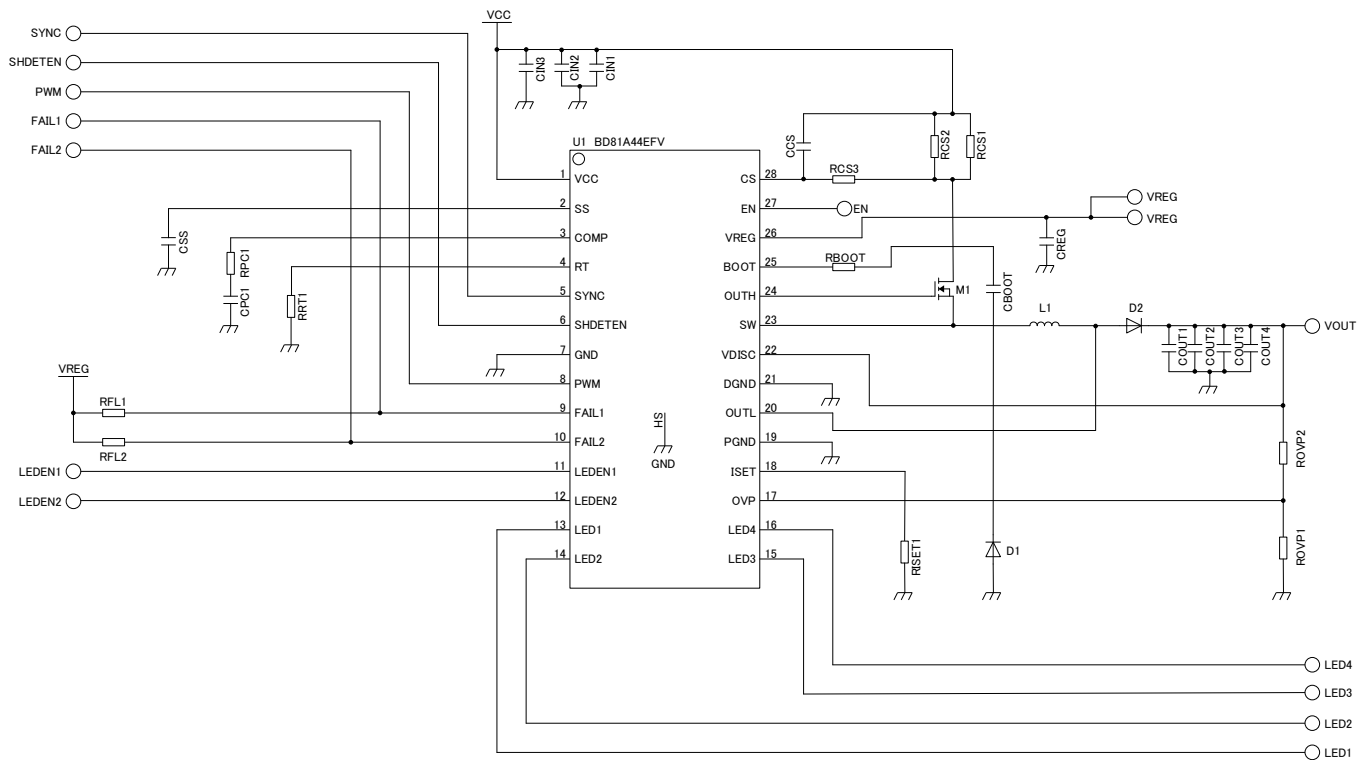 VCC
SYNC
SHDETEN
PWM
FAIL1
FAIL2
CIN3
CIN2
CIN1
U1 BD81A44EFV
CCS
RCS2
RCS1
RCS3
1 VCC
2 SS
3 COMP
4 RT
5 SYNC
6 SHDETEN
7 GND
8 PWM
9 FAIL1
10 FAIL2
11 LEDEN1
12 LEDEN2
13 LED1
14 LED2
CS 28
EN 27
VREG 26
BOOT 25
OUTH 24
SW 23
VDISC 22
DGND 21
OUTL 20
PGND 19
ISET 18
OVP 17
LED4 16
LED3 15
HS
GND
CSS
RPC1
CPC1
RRT1
VREG
RFL1
RFL2
LEDEN1
LEDEN2
EN
VREG
VREG
CREG
RBOOT
CBOOT
M1
L1
D2
VOUT
COUT1
COUT2
COUT3
COUT4
ROVP2
ROVP1
RISET1
D1
LED4
LED3
LED2
LED1